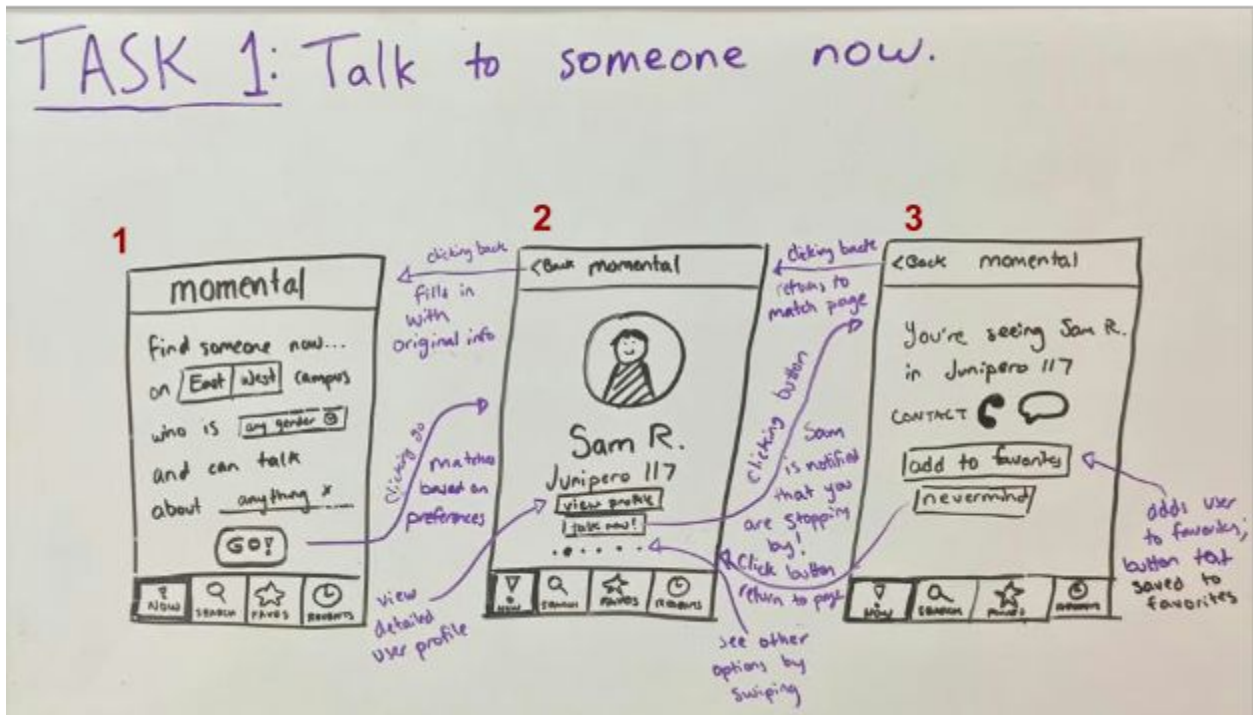 TASK 1: Talk to someone now.
1
momental
find someone now...
on East West campus
who is any gender
and can talk
about anything x
GO!
NOW
SEARCH
FAVES
RECENTS
clicking back
fills in
with
original info
Clicking go
matches
based on
preferences
view
detailed
user profile
2
<Back momental
Sam R.
Junipero 117
view profile
talk now!
NOW
SEARCH
FAVES
RECENTS
clicking back
returns to
match page
Clicking button
Sam
is notified
that you
are stopping
by!
Click button
return to page
see other
options by
swiping
3
<Back momental
You're seeing Sam R.
in Junipero 117
CONTACT
add to favorites
nevermind
NOW
SEARCH
FAVES
adds user
to favorites;
button text
saved to
favorites